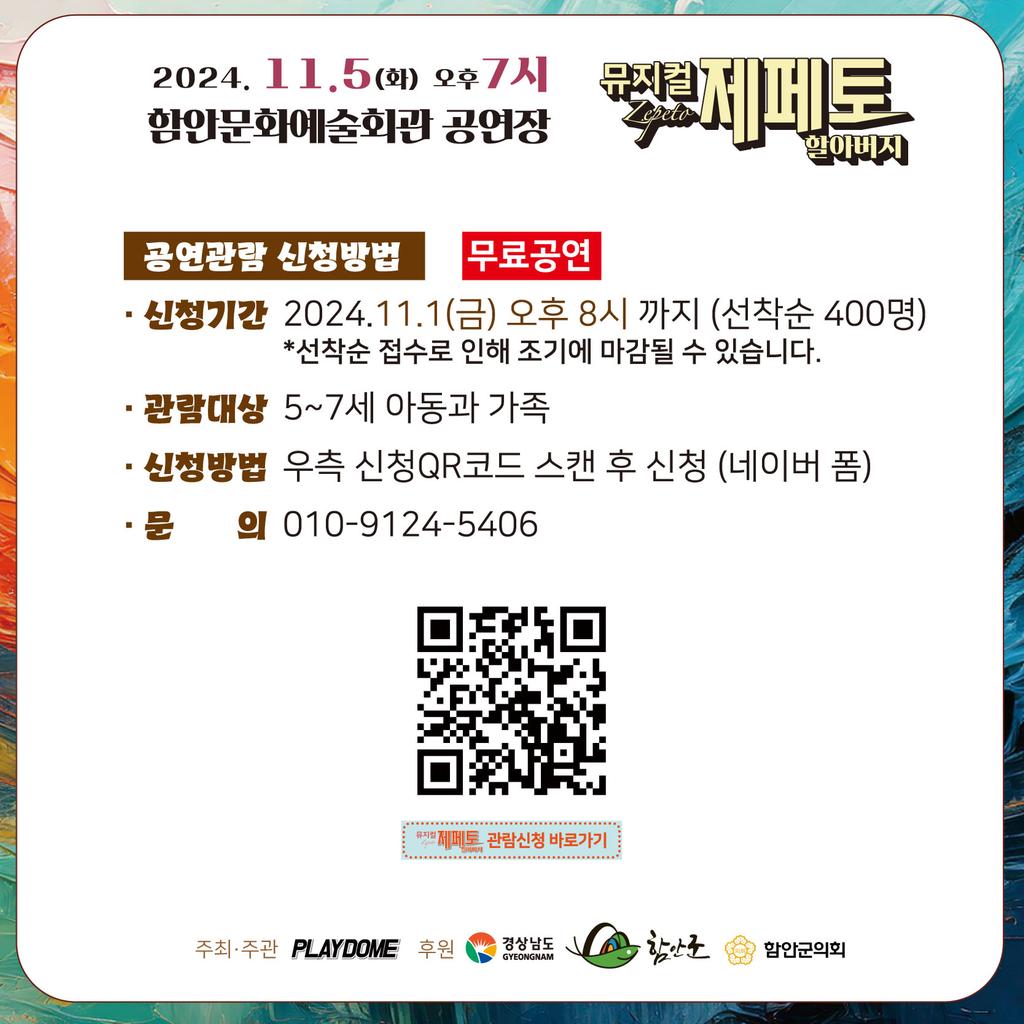 2024. 11.5(화) 오후 7시
함안문화예술회관 공연장
뮤지컬 제페토
Zepeto
할아버지
공연관람 신청방법 무료공연
· 신청기간 2024.11.1(금) 오후 8시 까지 (선착순 400명)
*선착순 접수로 인해 조기에 마감될 수 있습니다.
· 관람대상 5~7세 아동과 가족
· 신청방법 우측 신청QR코드 스캔 후 신청 (네이버 폼)
· 문 의 010-9124-5406
뮤지컬 제페토 할아버지 관람신청 바로가기
주최·주관 PLAYDOME 후원 경상남도 GYEONGNAM 함안군 함안군의회